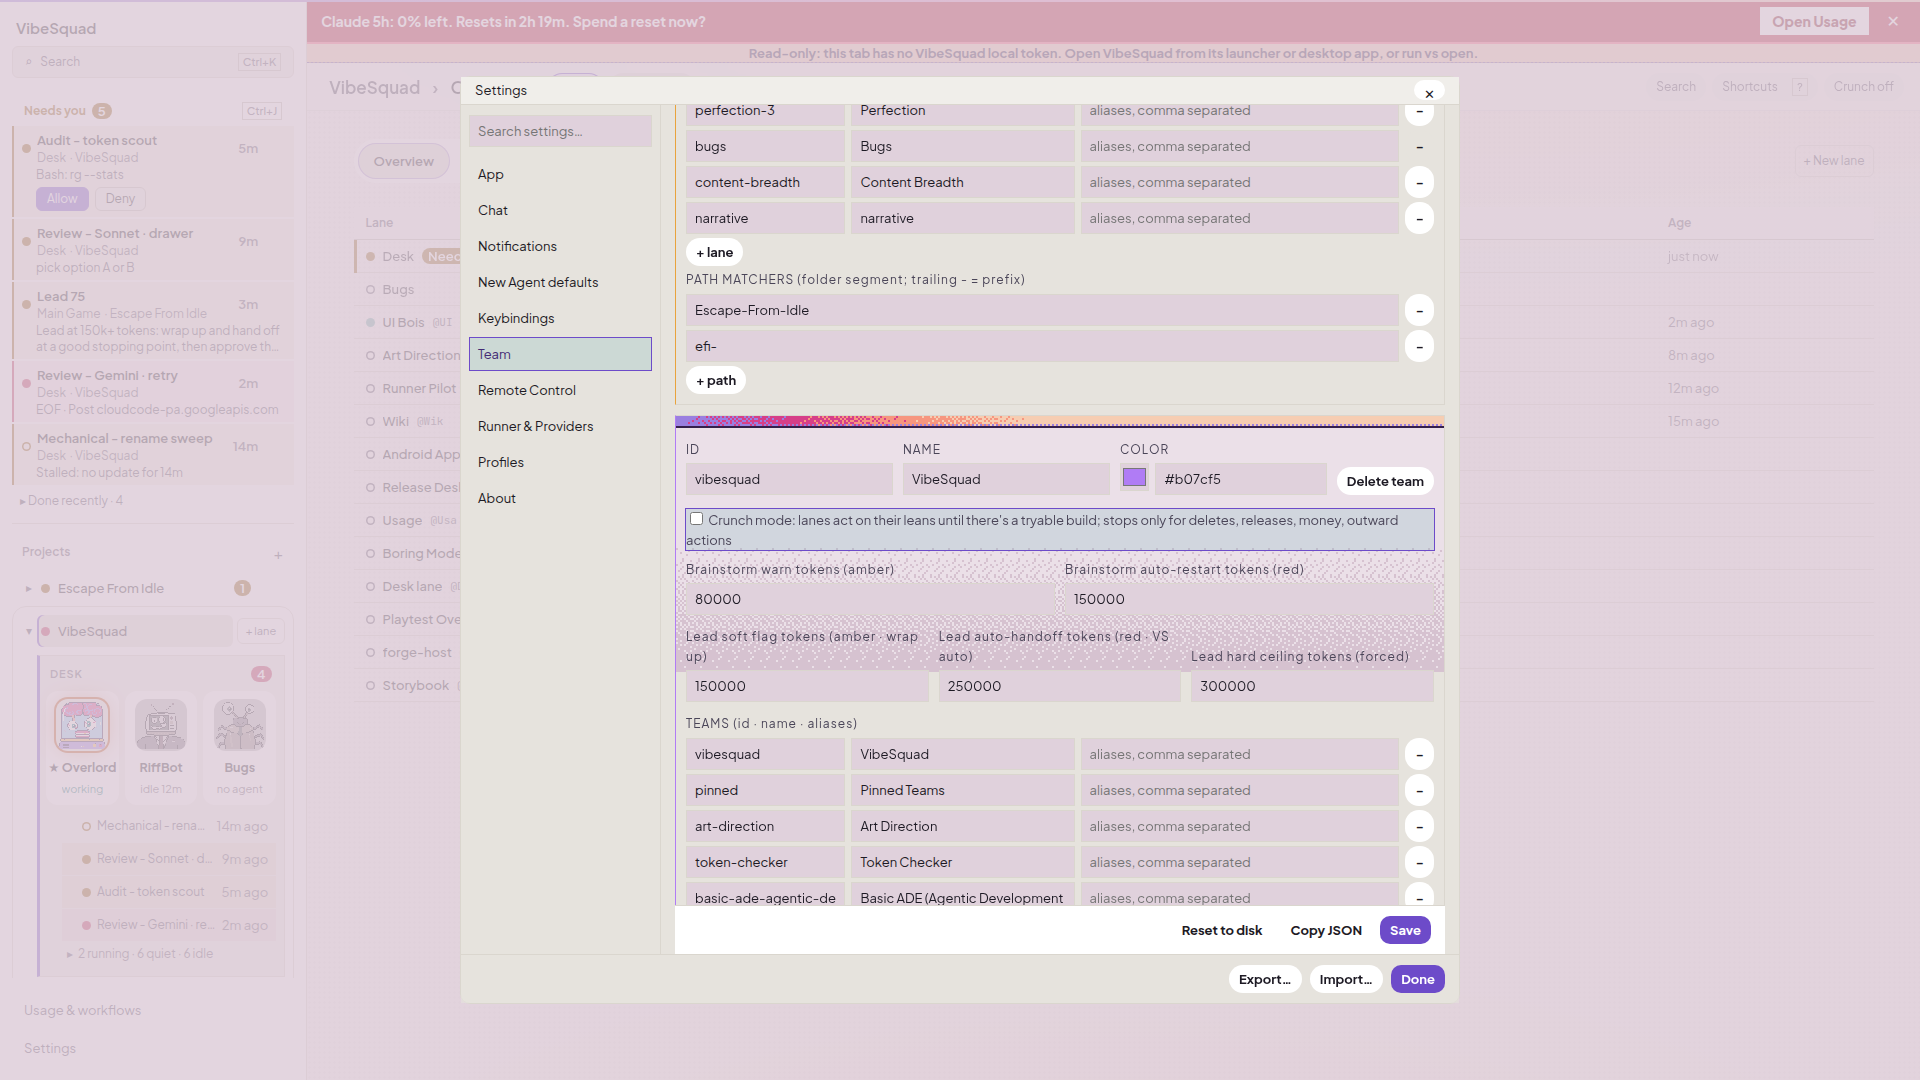 VibeSquad
Search
Ctrl+K
Needs you 5
Ctrl+J
Audit - token scout
5m
Desk · VibeSquad
Bash: rg --stats
Allow
Deny
Review - Sonnet · drawer
9m
Desk · VibeSquad
pick option A or B
Lead 75
3m
Main Game · Escape From Idle
Lead at 150k+ tokens: wrap up and hand off
at a good stopping point, then approve th...
Review - Gemini · retry
2m
Desk · VibeSquad
EOF · Post cloudcode-pa.googleapis.com
Mechanical - rename sweep
14m
Desk · VibeSquad
Stalled: no update for 14m
▸ Done recently · 4
Projects
+
Escape From Idle
1
VibeSquad
+ lane
DESK
4
★ Overlord
working
RiffBot
idle 12m
Bugs
no agent
Mechanical - rena...
14m ago
Review - Sonnet · d...
9m ago
Audit - token scout
5m ago
Review - Gemini · re...
2m ago
▸ 2 running · 6 quiet · 6 idle
Usage & workflows
Settings
Claude 5h: 0% left. Resets in 2h 19m. Spend a reset now?
Open Usage
×
Read-only: this tab has no VibeSquad local token. Open VibeSquad from its launcher or desktop app, or run vs open.
VibeSquad ›
Search
Shortcuts ?
Crunch off
Overview
+ New lane
Lane
Age
Desk
just now
Bugs
UI Bois @UI
2m ago
Art Direction
8m ago
Runner Pilot
12m ago
Wiki @Wik
15m ago
Android App
Release Desk
Usage @Usa
Boring Mode
Desk lane
Playtest Ove
forge-host
Storybook
Settings
×
Search settings...
App
Chat
Notifications
New Agent defaults
Keybindings
Team
Remote Control
Runner & Providers
Profiles
About
perfection-3
Perfection
aliases, comma separated
–
bugs
Bugs
aliases, comma separated
–
content-breadth
Content Breadth
aliases, comma separated
–
narrative
narrative
aliases, comma separated
–
+ lane
PATH MATCHERS (folder segment; trailing - = prefix)
Escape-From-Idle
–
efi-
–
+ path
ID
NAME
COLOR
vibesquad
VibeSquad
#b07cf5
Delete team
Crunch mode: lanes act on their leans until there's a tryable build; stops only for deletes, releases, money, outward
actions
Brainstorm warn tokens (amber)
Brainstorm auto-restart tokens (red)
80000
150000
Lead soft flag tokens (amber · wrap
up)
Lead auto-handoff tokens (red · VS
auto)
Lead hard ceiling tokens (forced)
150000
250000
300000
TEAMS (id · name · aliases)
vibesquad
VibeSquad
aliases, comma separated
–
pinned
Pinned Teams
aliases, comma separated
–
art-direction
Art Direction
aliases, comma separated
–
token-checker
Token Checker
aliases, comma separated
–
basic-ade-agentic-de
Basic ADE (Agentic Development
aliases, comma separated
–
Reset to disk
Copy JSON
Save
Export...
Import...
Done